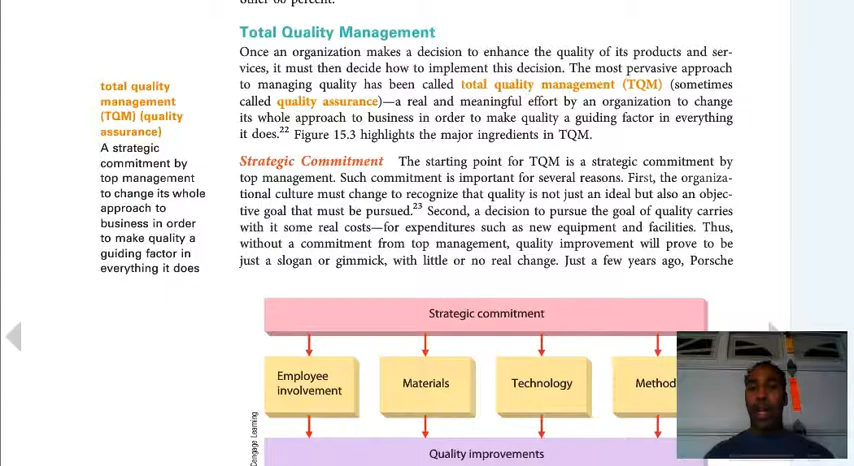 other 60 percent.
Total Quality Management
Once an organization makes a decision to enhance the quality of its products and ser-
vices, it must then decide how to implement this decision. The most pervasive approach
to managing quality has been called total quality management (TQM) (sometimes
called quality assurance)—a real and meaningful effort by an organization to change
its whole approach to business in order to make quality a guiding factor in everything
it does.22 Figure 15.3 highlights the major ingredients in TQM.
total quality
management
(TQM) (quality
assurance)
A strategic
commitment by
top management
to change its whole
approach to
business in order
to make quality a
guiding factor in
everything it does
Strategic Commitment The starting point for TQM is a strategic commitment by
top management. Such commitment is important for several reasons. First, the organiza-
tional culture must change to recognize that quality is not just an ideal but also an objec-
tive goal that must be pursued.23 Second, a decision to pursue the goal of quality carries
with it some real costs—for expenditures such as new equipment and facilities. Thus,
without a commitment from top management, quality improvement will prove to be
just a slogan or gimmick, with little or no real change. Just a few years ago, Porsche
Strategic commitment
Employee
involvement
Materials
Technology
Method
Quality improvements
Cengage Learning